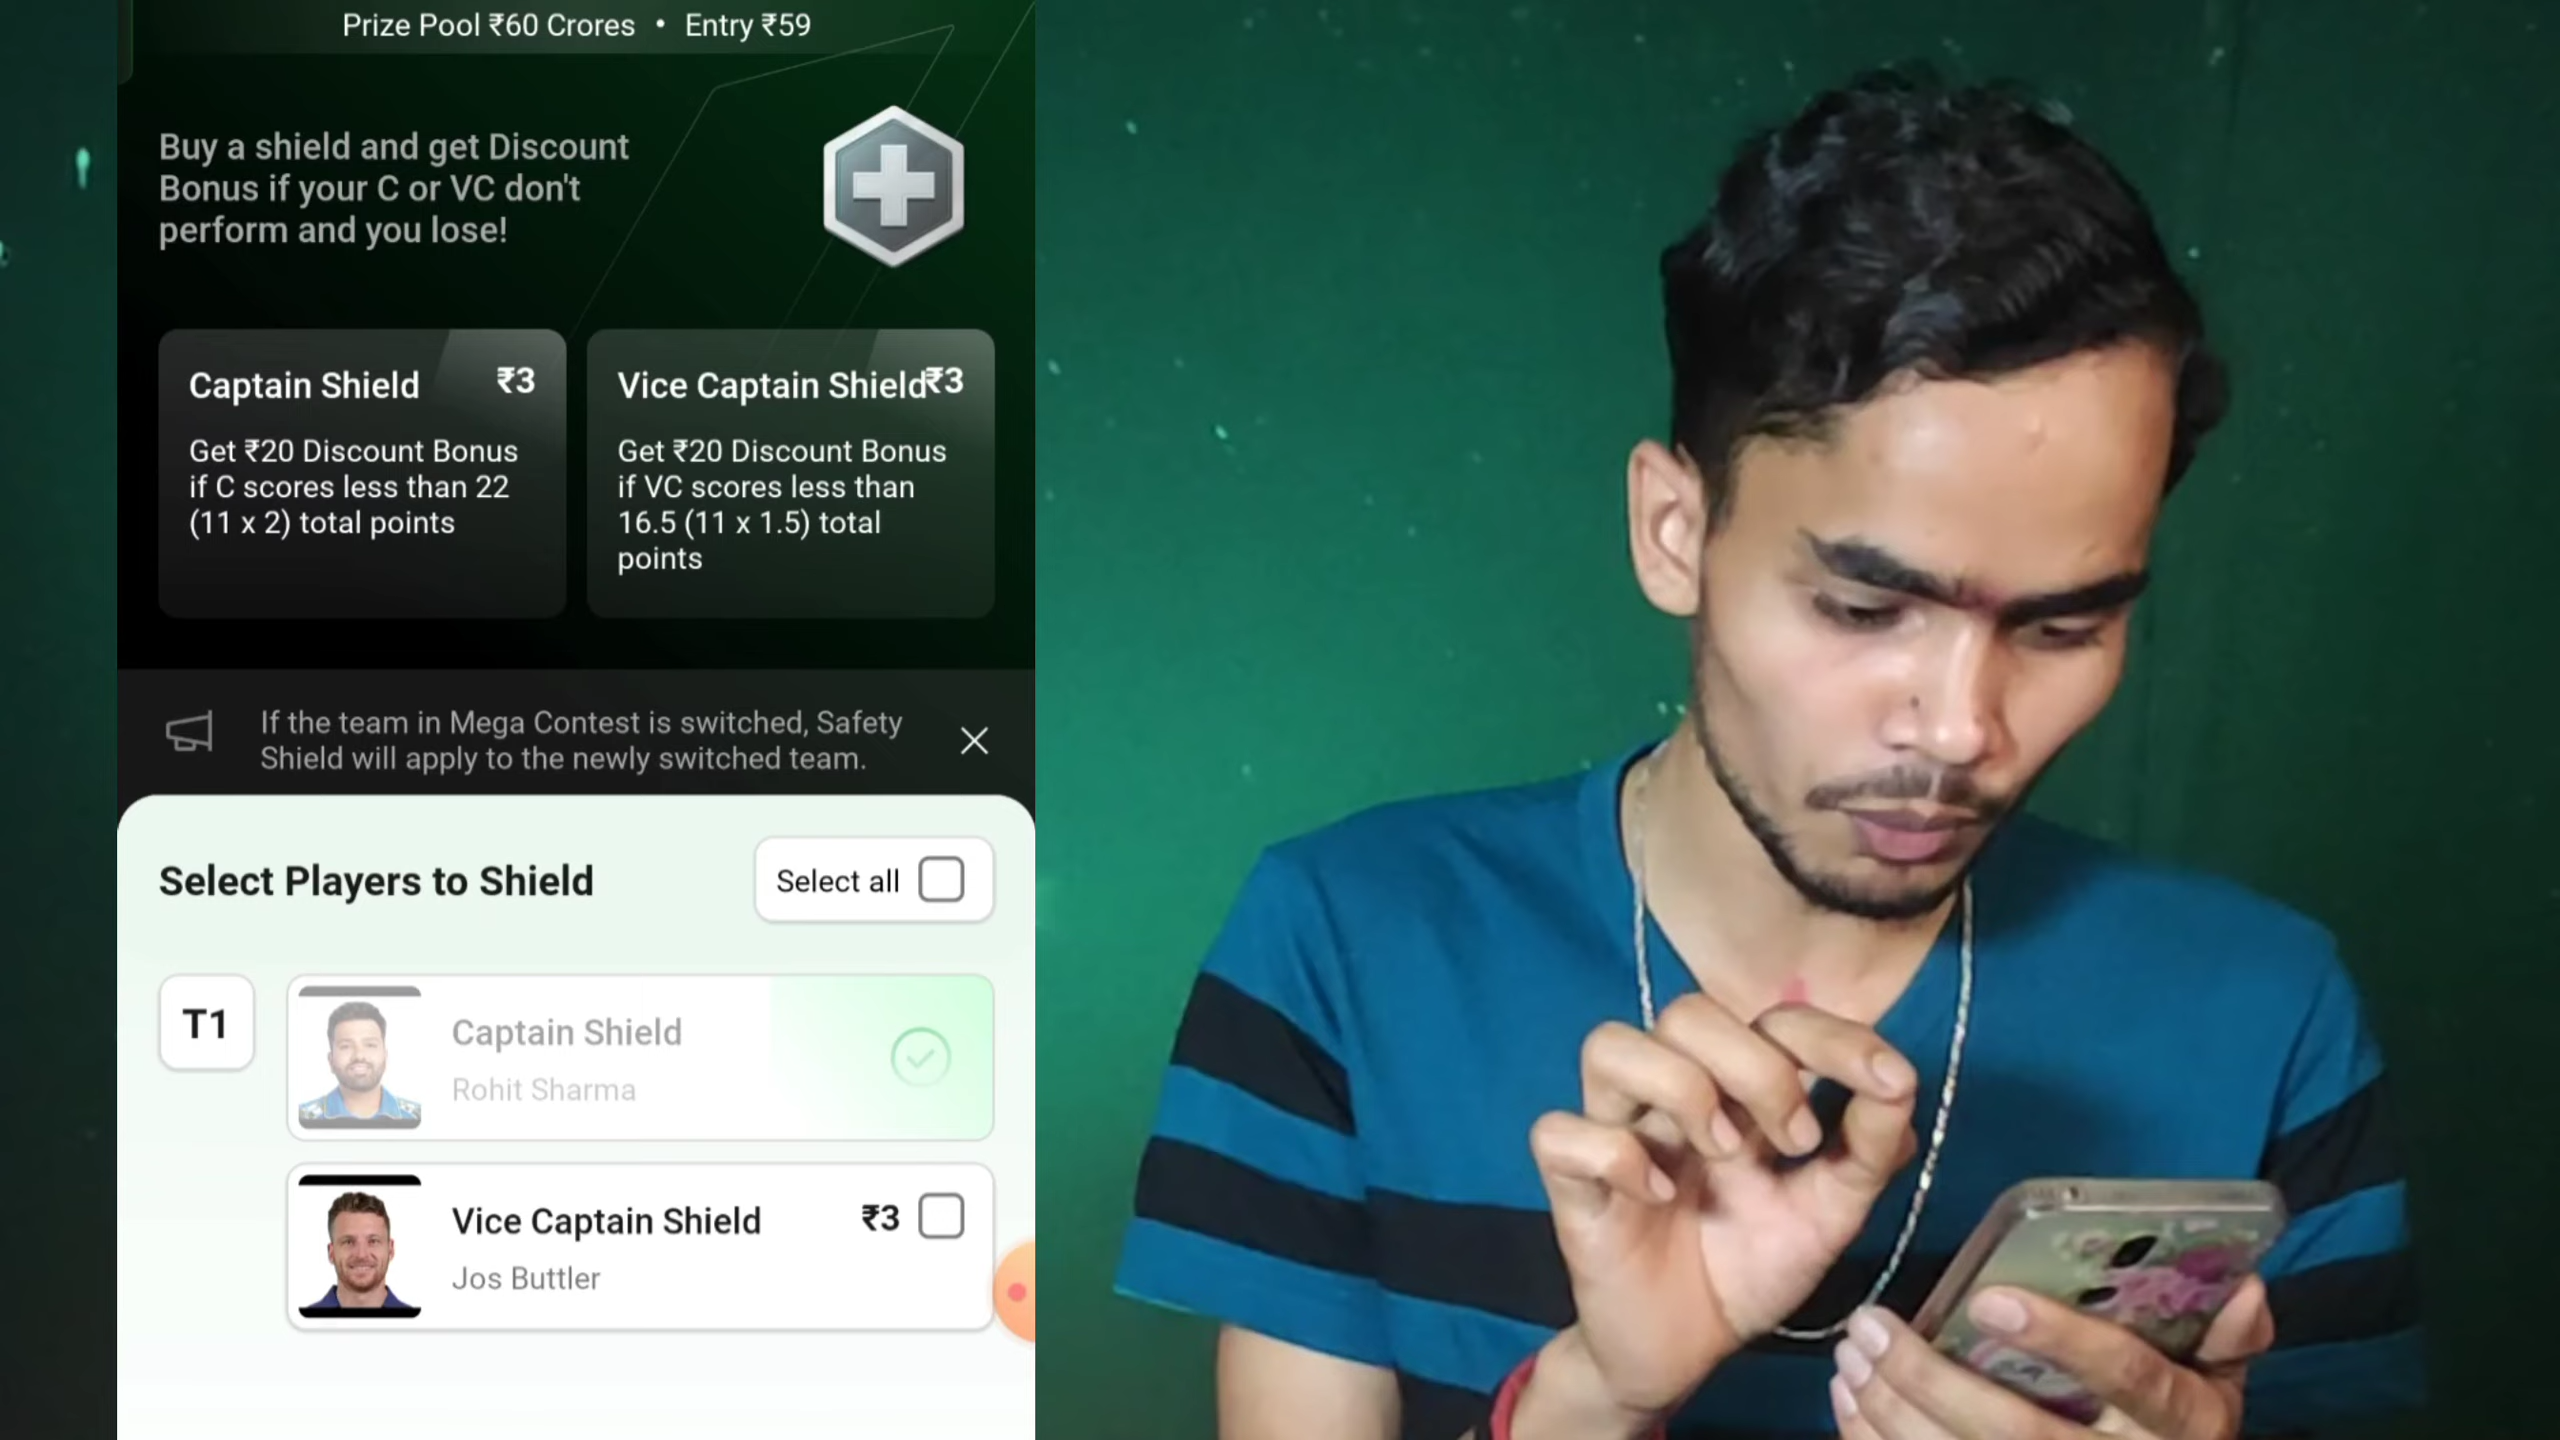 Prize Pool ₹60 Crores • Entry ₹59
Buy a shield and get Discount
Bonus if your C or VC don't
perform and you lose!
Captain Shield ₹3
Get ₹20 Discount Bonus
if C scores less than 22
(11 x 2) total points
Vice Captain Shield ₹3
Get ₹20 Discount Bonus
if VC scores less than
16.5 (11 x 1.5) total
points
If the team in Mega Contest is switched, Safety
Shield will apply to the newly switched team.
Select Players to Shield
Select all
T1
Captain Shield
Rohit Sharma
Vice Captain Shield ₹3
Jos Buttler